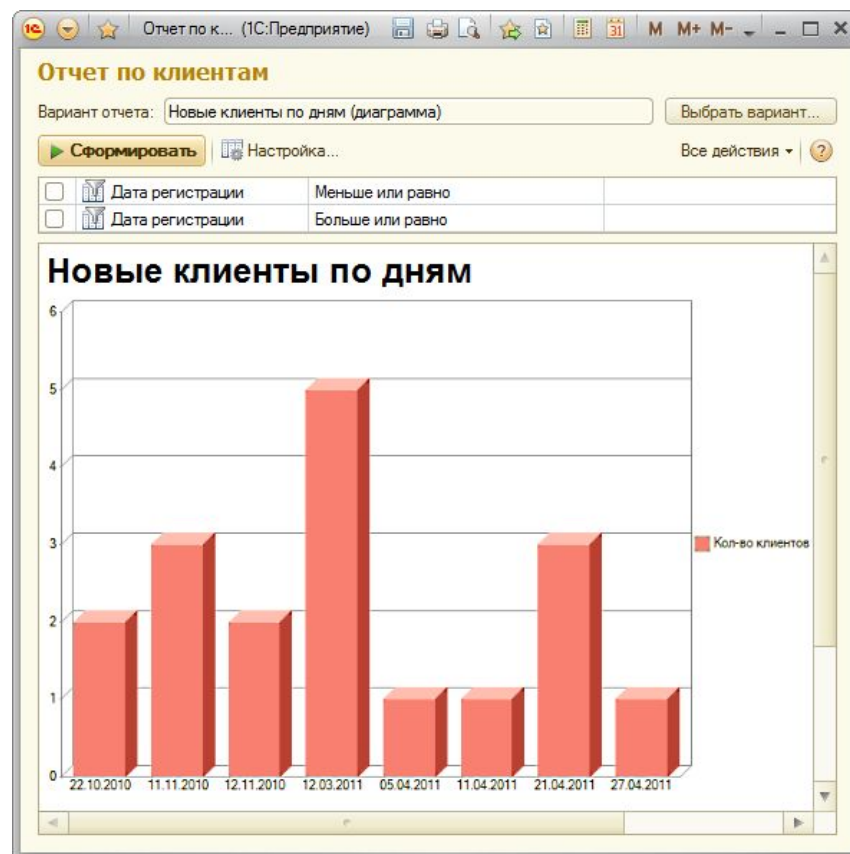 1С Отчет по к... (1С:Предприятие) 31 M M+ M-
Отчет по клиентам
Вариант отчета: Новые клиенты по дням (диаграмма) Выбрать вариант...
Сформировать Настройка... Все действия ?
Дата регистрации Меньше или равно
Дата регистрации Больше или равно
Новые клиенты по дням
6
5
4
3
Кол-во клиентов
2
1
0
22.10.2010 11.11.2010 12.11.2010 12.03.2011 05.04.2011 11.04.2011 21.04.2011 27.04.2011